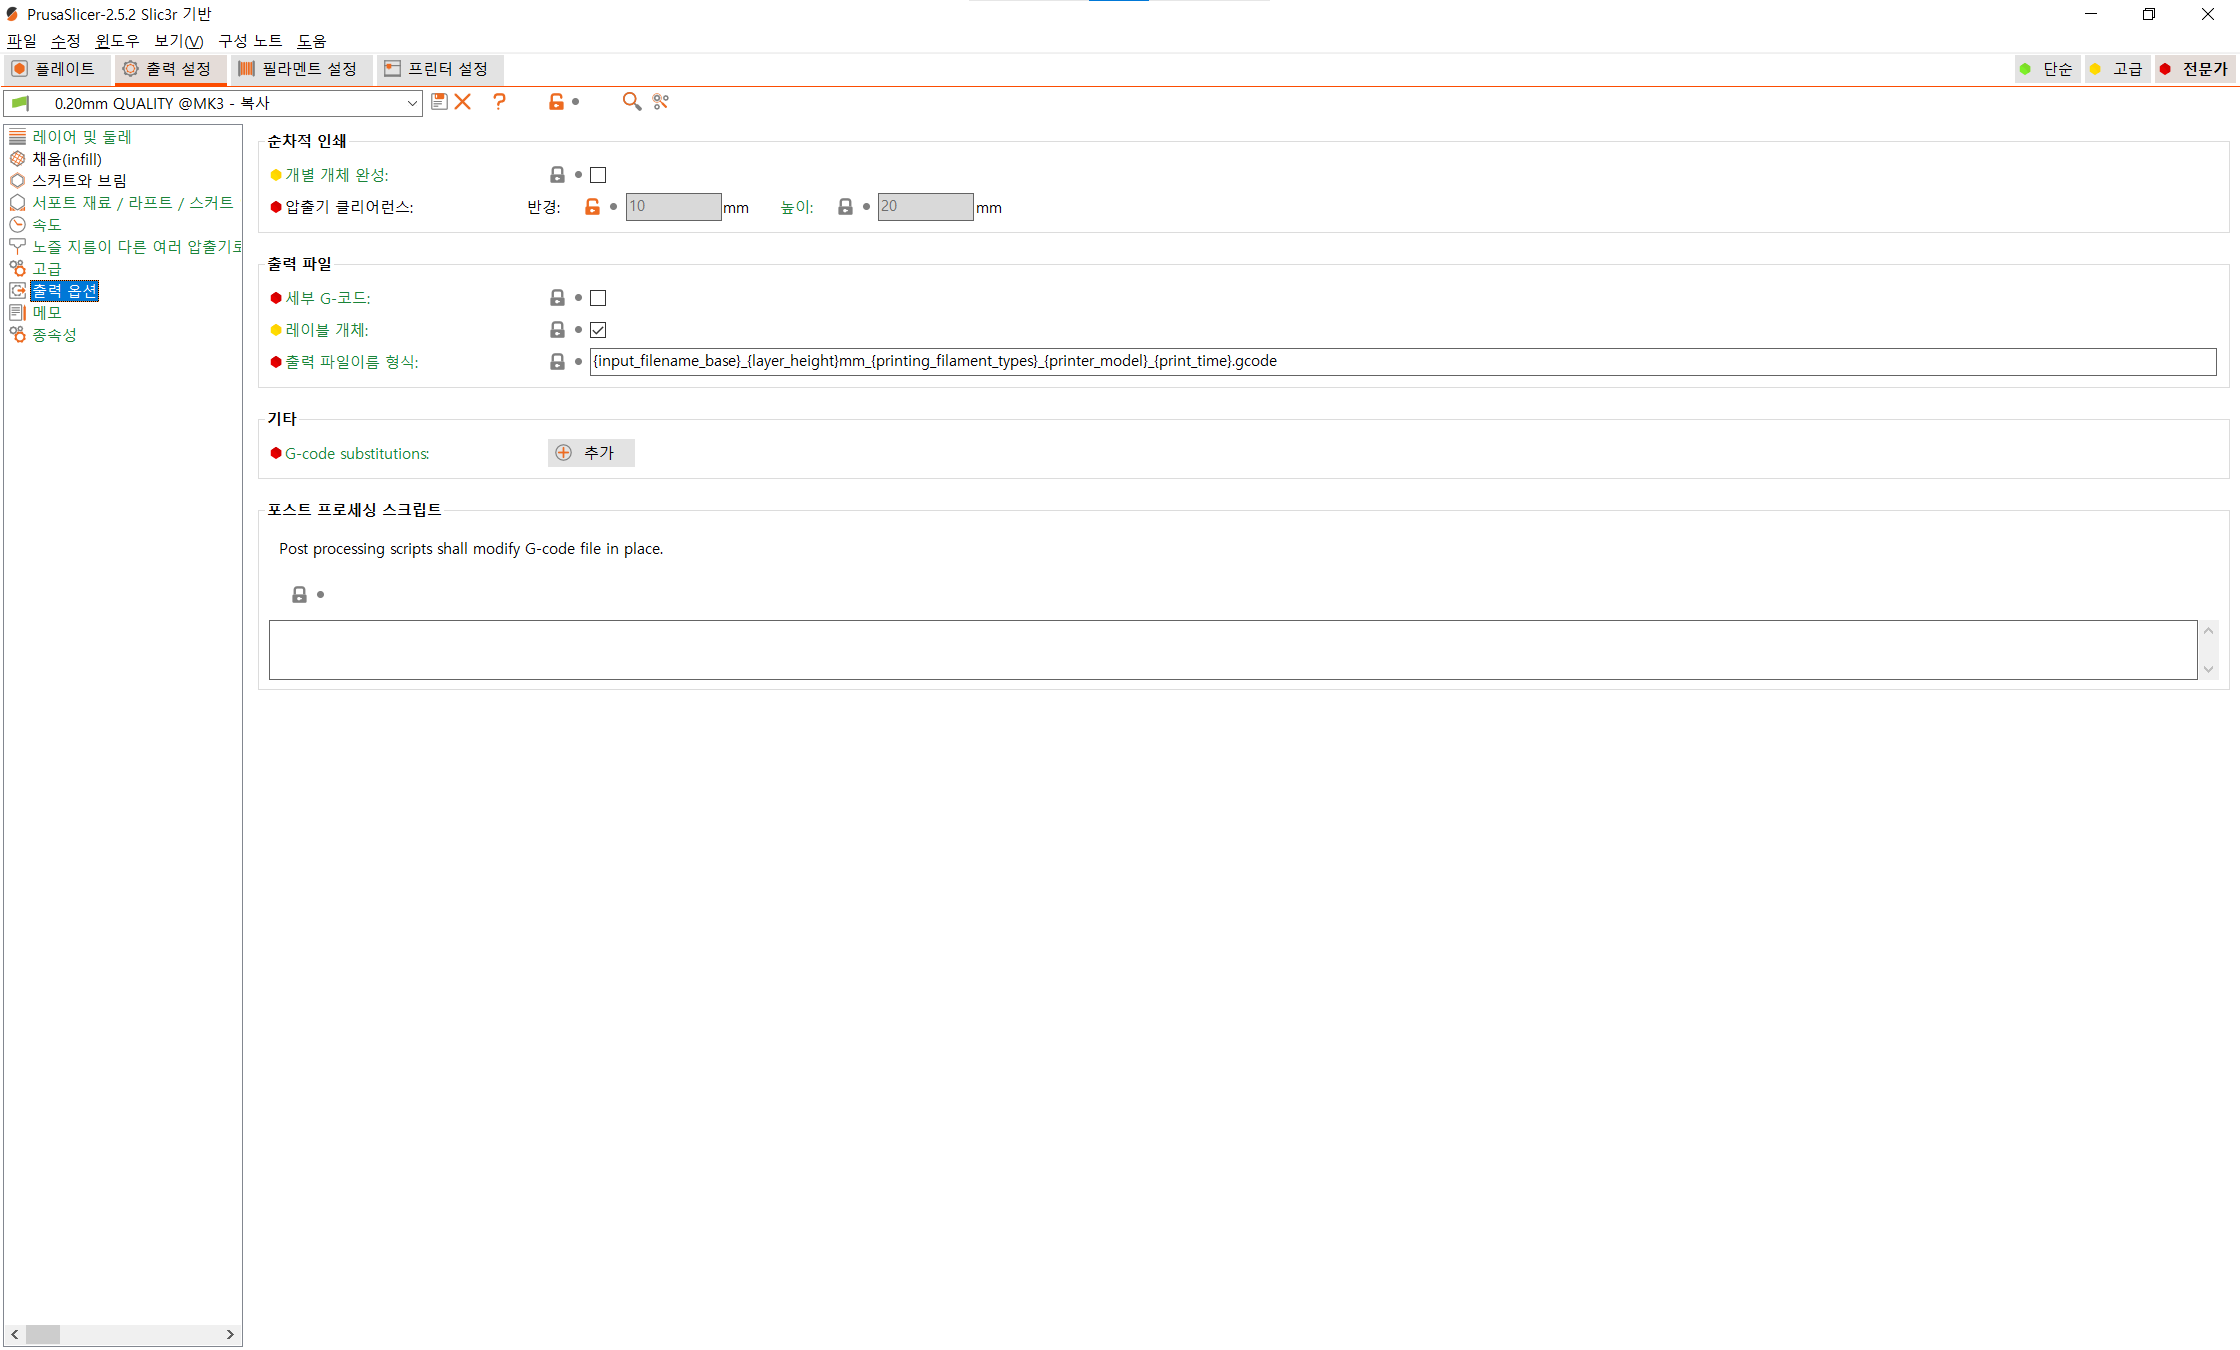 PrusaSlicer-2.5.2 Slic3r 기반
파일 수정 윈도우 보기(V) 구성 노트 도움
플레이트 출력 설정 필라멘트 설정 프린터 설정 단순 고급 전문가
0.20mm QUALITY @MK3 - 복사
레이어 및 둘레
채움(infill)
스커트와 브림
서포트 재료 / 라프트 / 스커트
속도
노즐 지름이 다른 여러 압출기로
고급
출력 옵션
메모
종속성
순차적 인쇄
개별 개체 완성:
압출기 클리어런스: 반경: 10 mm 높이: 20 mm
출력 파일
세부 G-코드:
레이블 개체:
출력 파일이름 형식: {input_filename_base}_{layer_height}mm_{printing_filament_types}_{printer_model}_{print_time}.gcode
기타
G-code substitutions: 추가
포스트 프로세싱 스크립트
Post processing scripts shall modify G-code file in place.